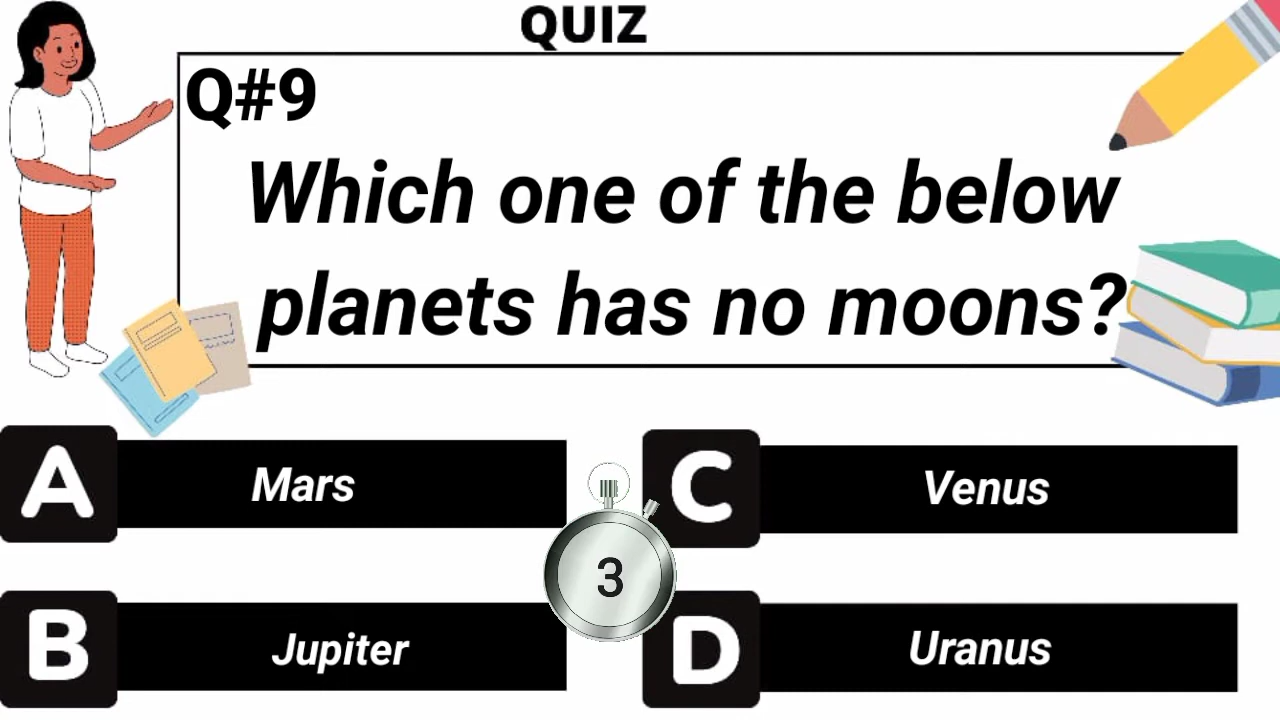 QUIZ
Q#9
Which one of the below
planets has no moons?
A
Mars
C
Venus
3
B
Jupiter
D
Uranus